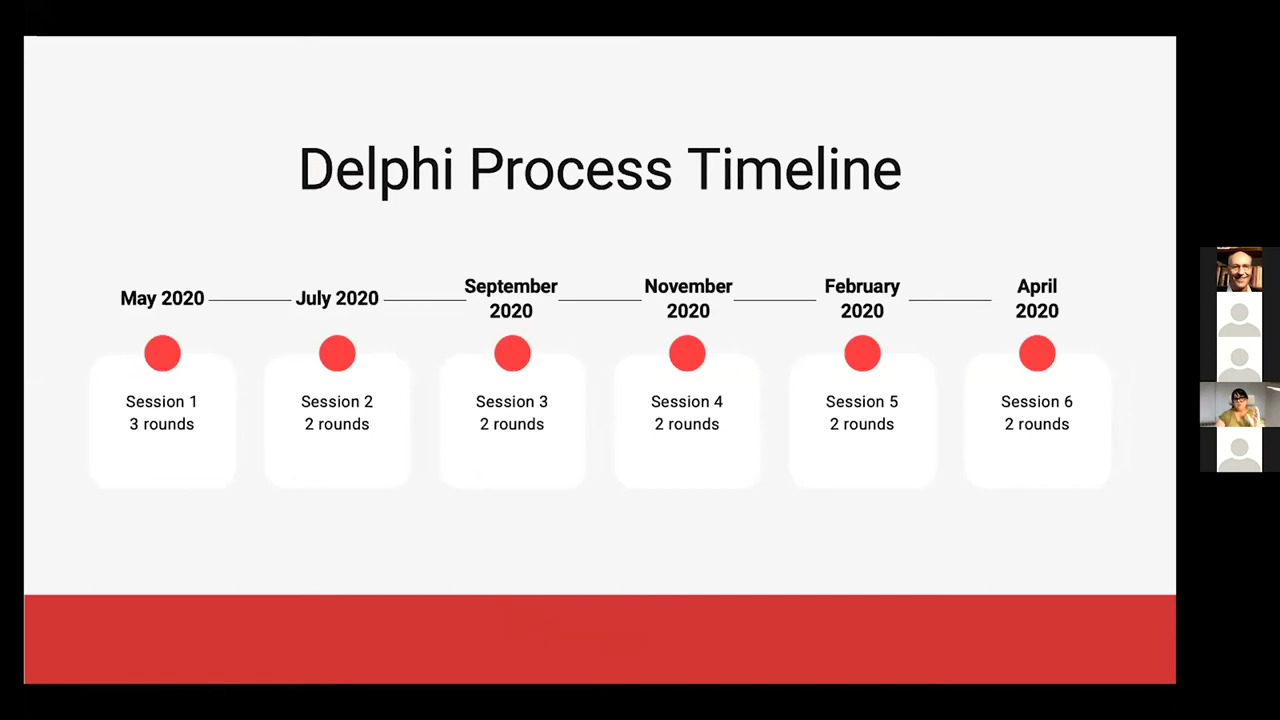 Delphi Process Timeline
May 2020
July 2020
September
2020
November
2020
February
2020
April
2020
Session 1
3 rounds
Session 2
2 rounds
Session 3
2 rounds
Session 4
2 rounds
Session 5
2 rounds
Session 6
2 rounds